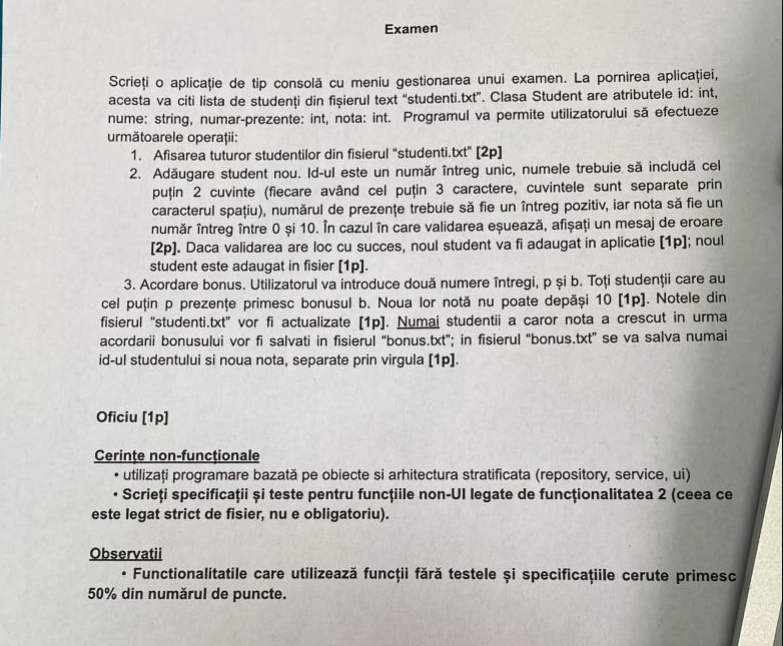 Examen
Scrieți o aplicație de tip consolă cu meniu gestionarea unui examen. La pornirea aplicației,
acesta va citi lista de studenți din fișierul text "studenti.txt". Clasa Student are atributele id: int,
nume: string, numar-prezente: int, nota: int. Programul va permite utilizatorului să efectueze
următoarele operații:
1. Afisarea tuturor studentilor din fisierul "studenti.txt" [2p]
2. Adăugare student nou. Id-ul este un număr întreg unic, numele trebuie să includă cel
puțin 2 cuvinte (fiecare având cel puțin 3 caractere, cuvintele sunt separate prin
caracterul spațiu), numărul de prezențe trebuie să fie un întreg pozitiv, iar nota să fie un
număr întreg între 0 și 10. În cazul în care validarea eșuează, afișați un mesaj de eroare
[2p]. Daca validarea are loc cu succes, noul student va fi adaugat in aplicatie [1p]; noul
student este adaugat in fisier [1p].
3. Acordare bonus. Utilizatorul va introduce două numere întregi, p și b. Toți studenții care au
cel puțin p prezențe primesc bonusul b. Noua lor notă nu poate depăși 10 [1p]. Notele din
fisierul "studenti.txt" vor fi actualizate [1p]. Numai studentii a caror nota a crescut in urma
acordarii bonusului vor fi salvati in fisierul "bonus.txt"; in fisierul "bonus.txt" se va salva numai
id-ul studentului si noua nota, separate prin virgula [1p].
Oficiu [1p]
Cerințe non-funcționale
• utilizați programare bazată pe obiecte si arhitectura stratificata (repository, service, ui)
• Scrieți specificații și teste pentru funcțiile non-UI legate de funcționalitatea 2 (ceea ce
este legat strict de fisier, nu e obligatoriu).
Observatii
• Functionalitatile care utilizează funcții fără testele și specificațiile cerute primesc
50% din numărul de puncte.